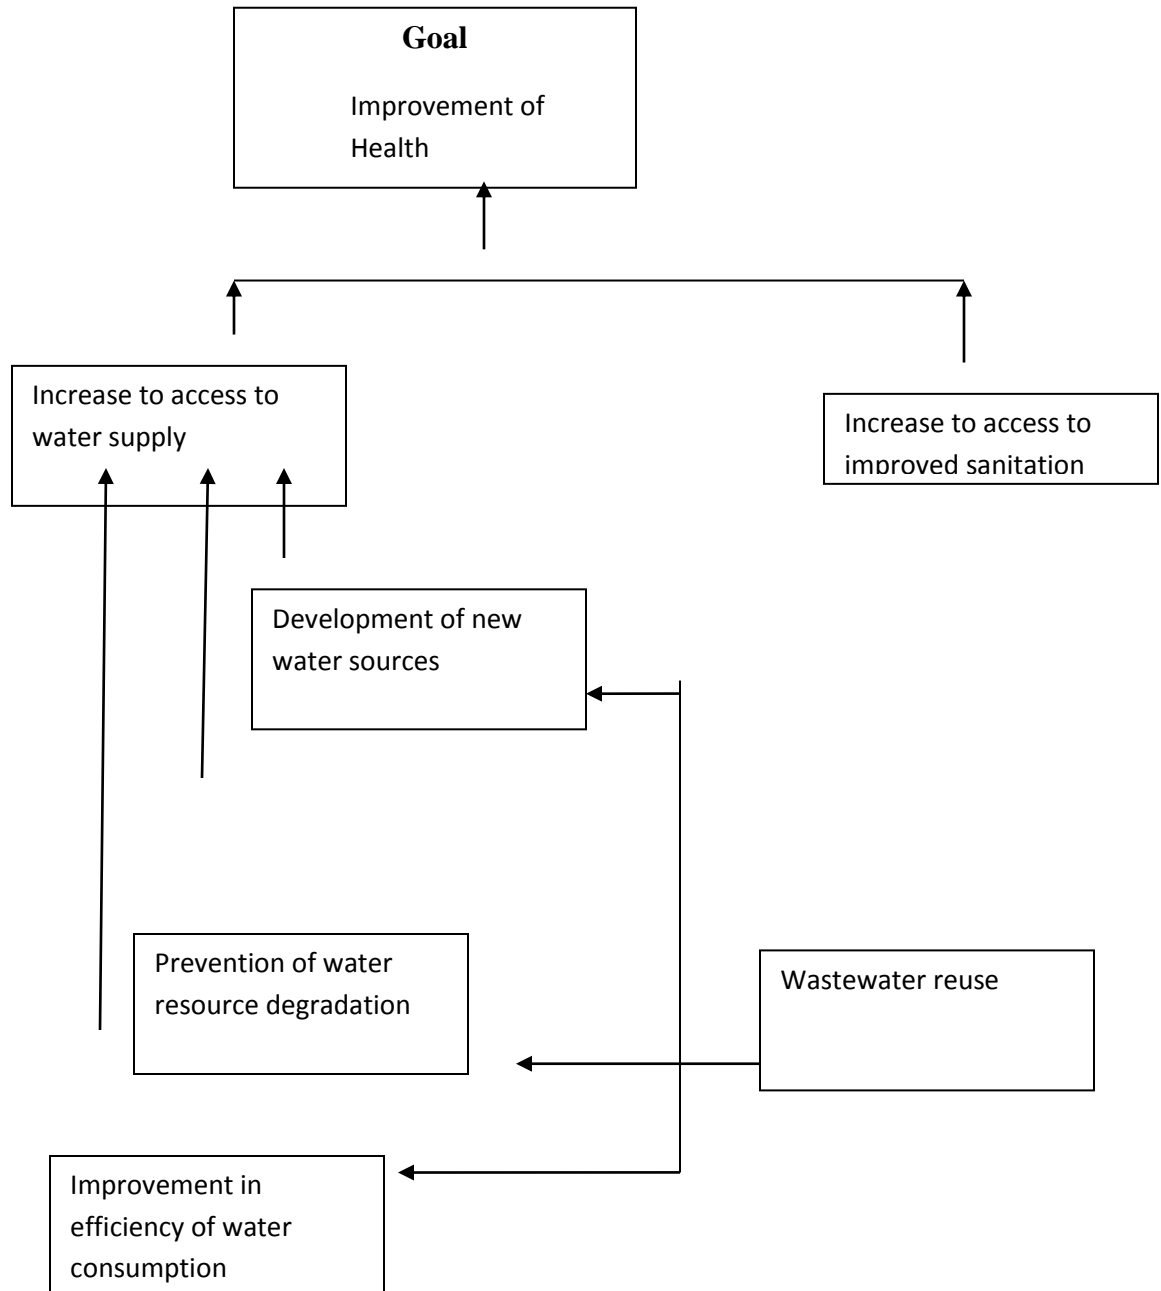 Goal
Improvement of
Health
Increase to access to
water supply
Increase to access to
improved sanitation
Development of new
water sources
Prevention of water
resource degradation
Wastewater reuse
Improvement in
efficiency of water
consumption